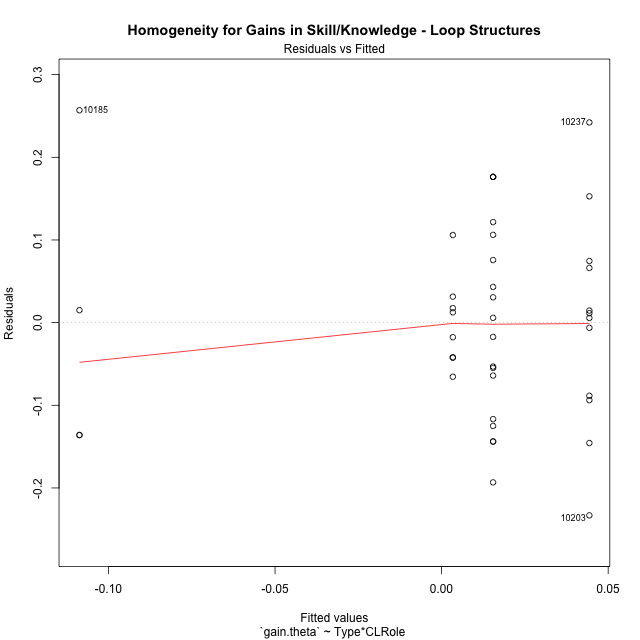 Homogeneity for Gains in Skill/Knowledge - Loop Structures
Residuals vs Fitted
0.3
0.2
0.1
0.0
-0.1
-0.2
Residuals
10185
10237
10203
-0.10
-0.05
0.00
0.05
Fitted values
`gain.theta` ~ Type*CLRole